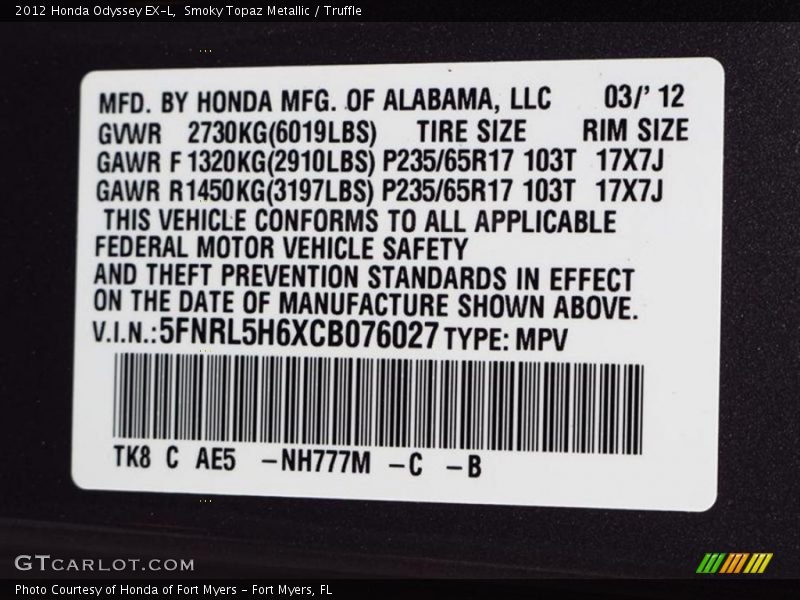 2012 Honda Odyssey EX-L, Smoky Topaz Metallic / Truffle
MFD. BY HONDA MFG. OF ALABAMA, LLC 03/' 12
GVWR 2730KG(6019LBS) TIRE SIZE RIM SIZE
GAWR F 1320KG(2910LBS) P235/65R17 103T 17X7J
GAWR R1450KG(3197LBS) P235/65R17 103T 17X7J
THIS VEHICLE CONFORMS TO ALL APPLICABLE
FEDERAL MOTOR VEHICLE SAFETY
AND THEFT PREVENTION STANDARDS IN EFFECT
ON THE DATE OF MANUFACTURE SHOWN ABOVE.
V.I.N.:5FNRL5H6XCB076027 TYPE: MPV
TK8 C AE5 -NH777M -C -B
GTCARLOT.COM
Photo Courtesy of Honda of Fort Myers - Fort Myers, FL